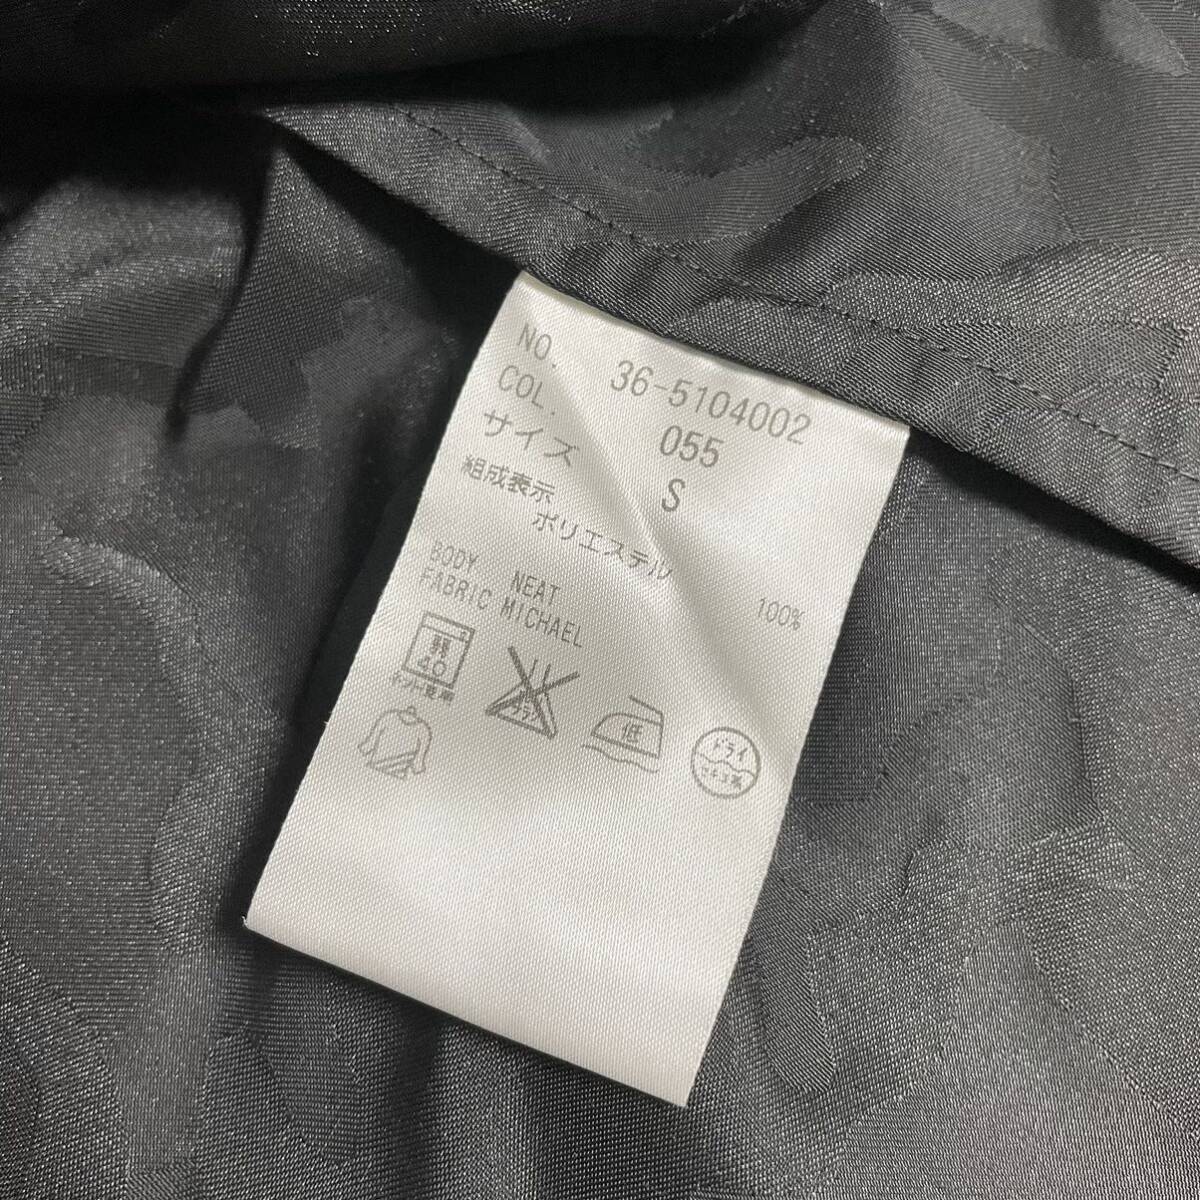 NO. 36-5104002
COL. 055
サイズ S
組成表示
ポリエステル 100%
BODY NEAT
FABRIC MICHAEL
弱
40
低
ドライ